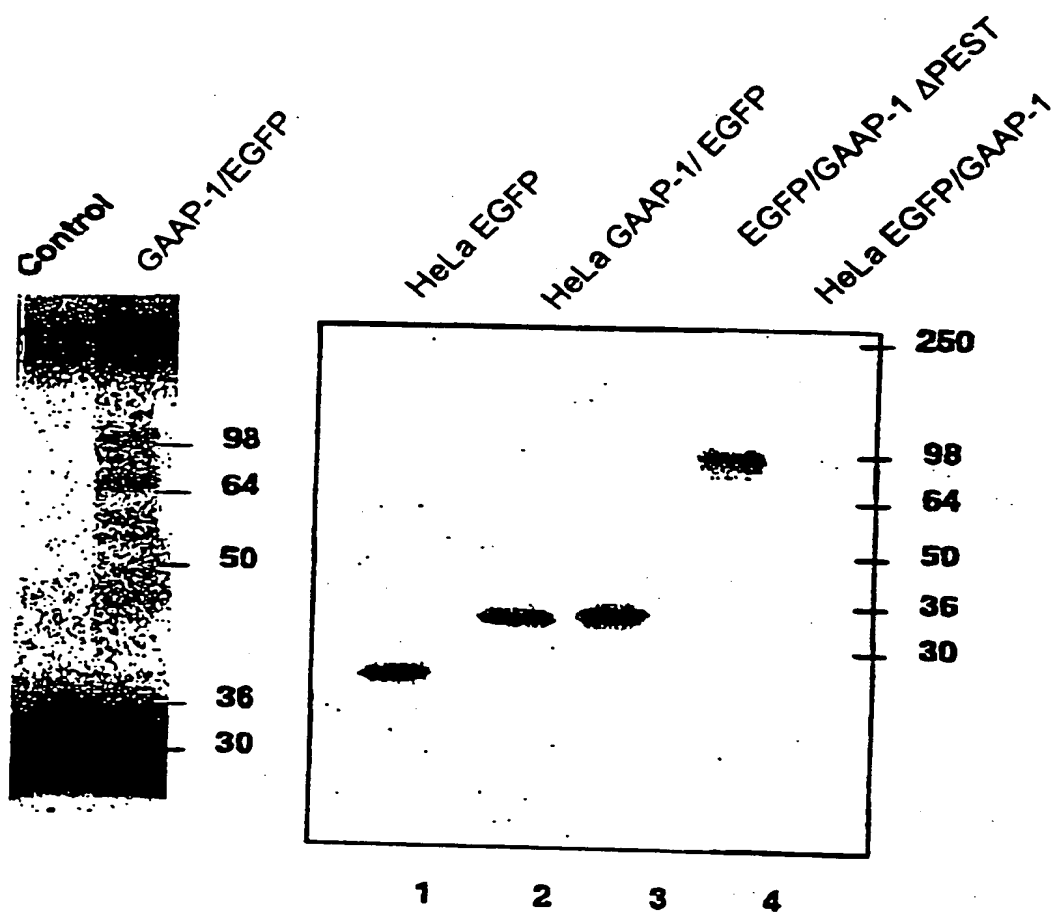 Control
GAAP-1/EGFP
98
64
50
36
30
HeLa EGFP
HeLa GAAP-1/ EGFP
EGFP/GAAP-1 ΔPEST
HeLa EGFP/GAAP-1
250
98
64
50
36
30
1
2
3
4